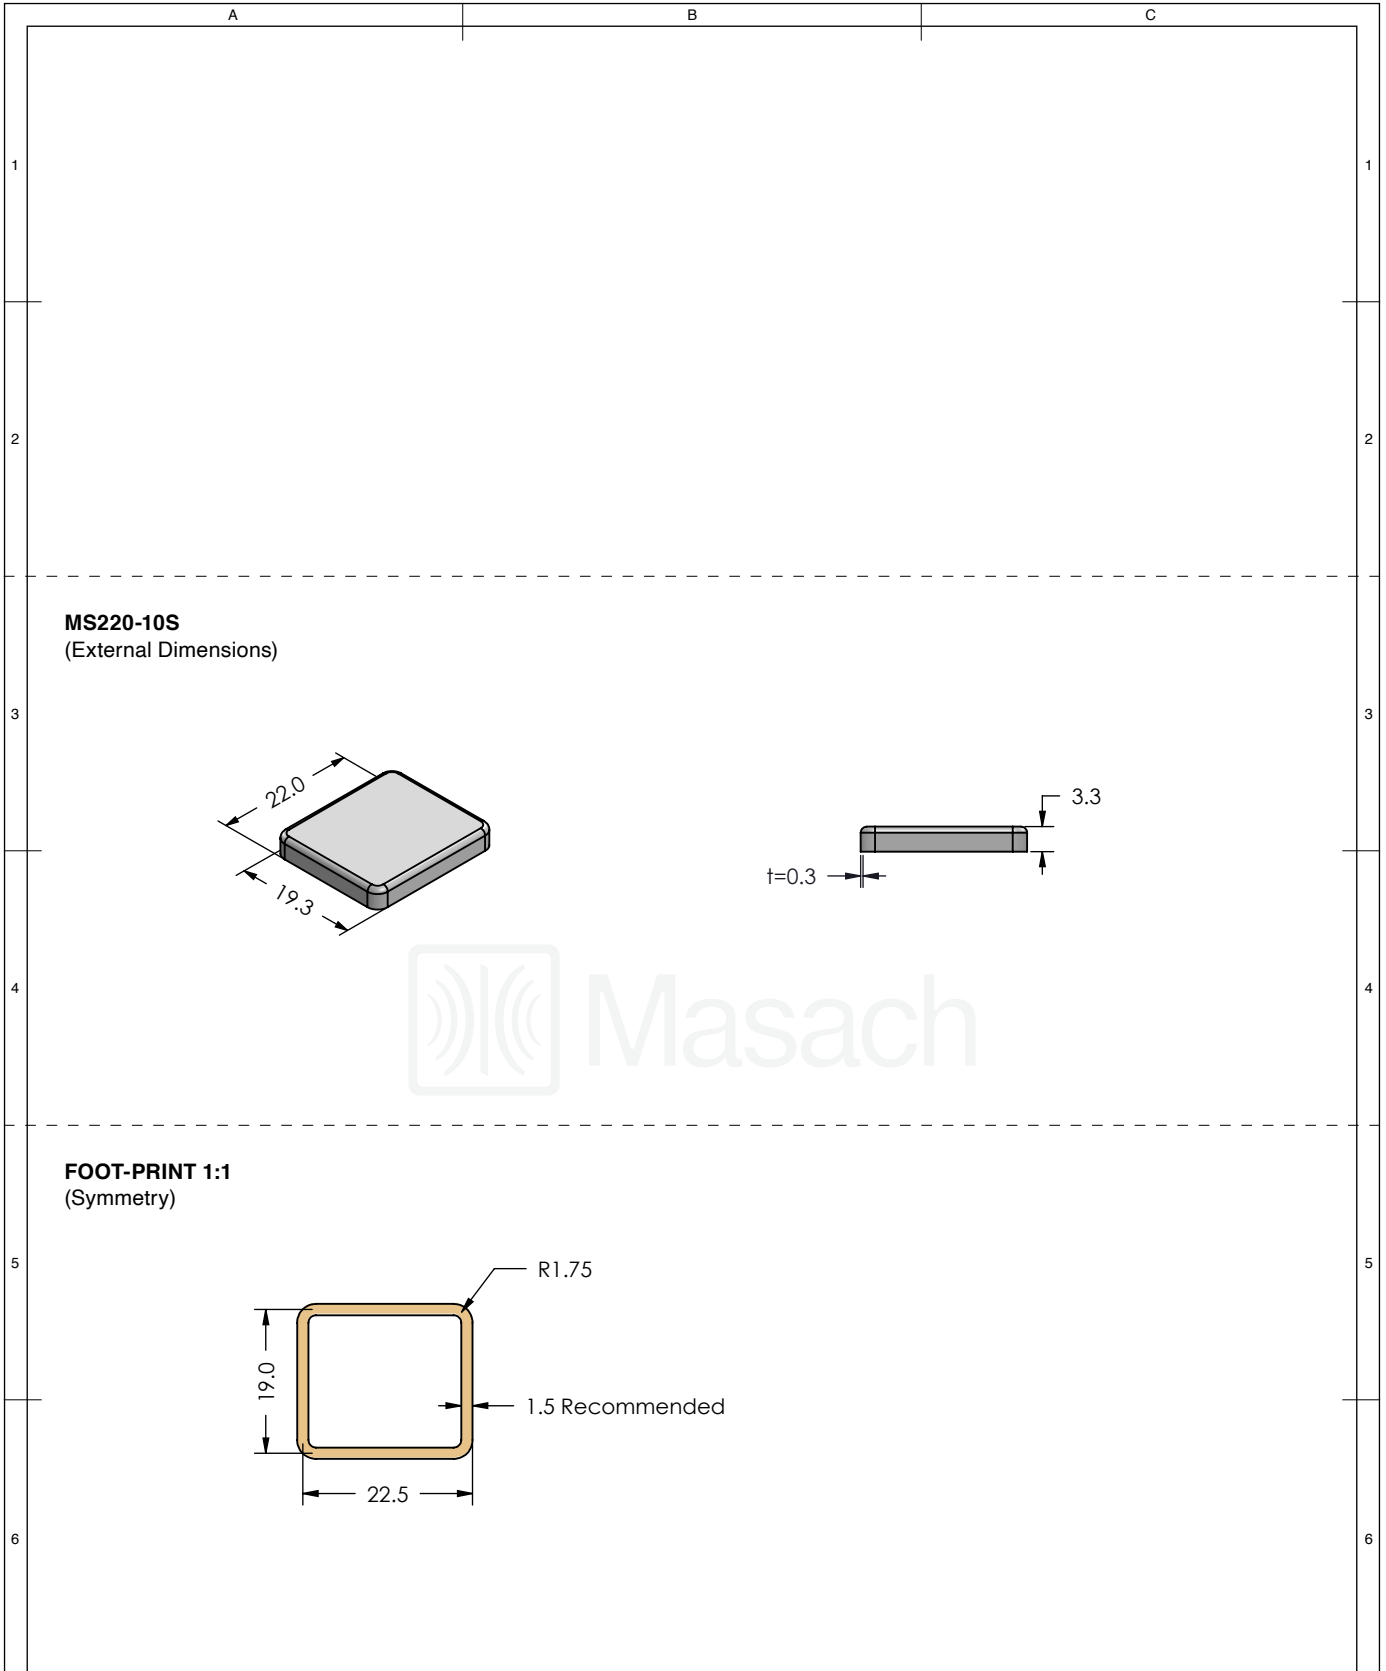 A
B
C
1
1
2
2
MS220-10S
(External Dimensions)
3
3
22.0
19.3
3.3
t=0.3
4
4
Masach
FOOT-PRINT 1:1
(Symmetry)
5
5
R1.75
19.0
1.5 Recommended
22.5
6
6